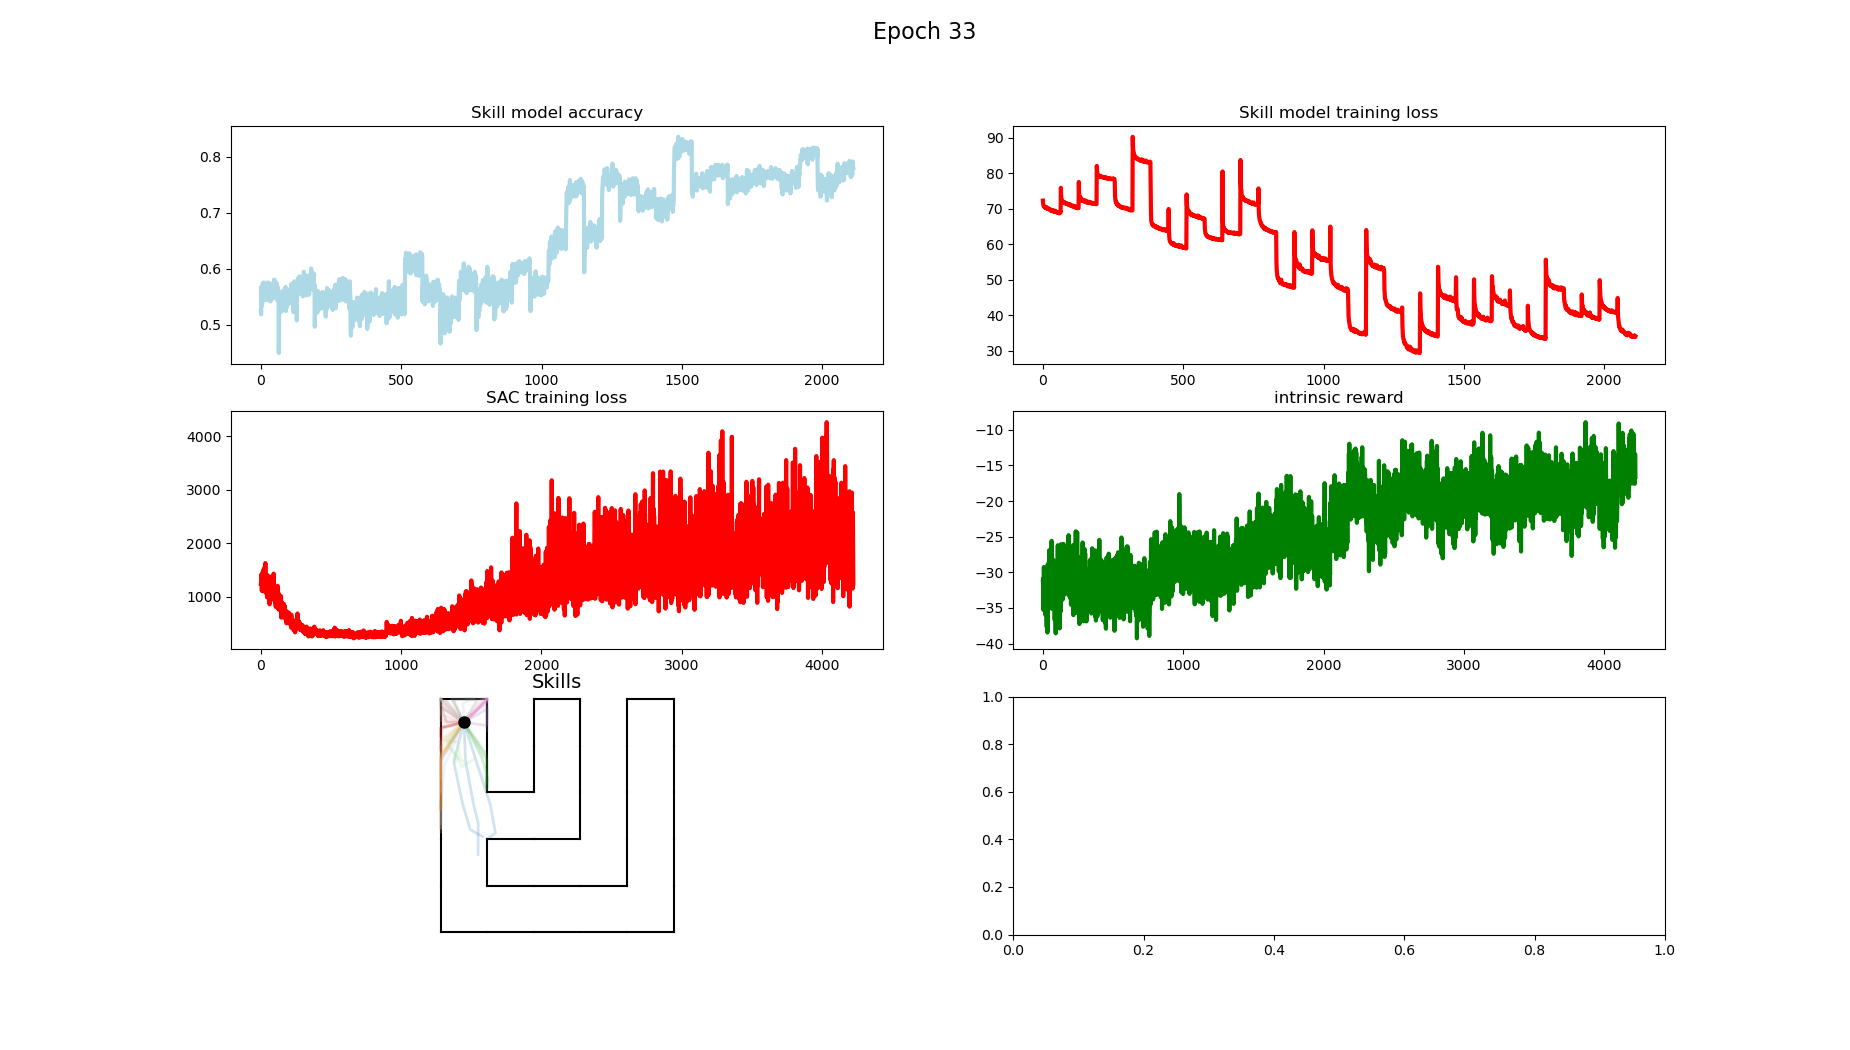 Epoch 33
Skill model accuracy
0.8
0.7
0.6
0.5
0 500 1000 1500 2000
Skill model training loss
90
80
70
60
50
40
30
0 500 1000 1500 2000
SAC training loss
4000
3000
2000
1000
0 1000 2000 3000 4000
intrinsic reward
−10
−15
−20
−25
−30
−35
−40
0 1000 2000 3000 4000
Skills
1.0
0.8
0.6
0.4
0.2
0.0
0.0 0.2 0.4 0.6 0.8 1.0